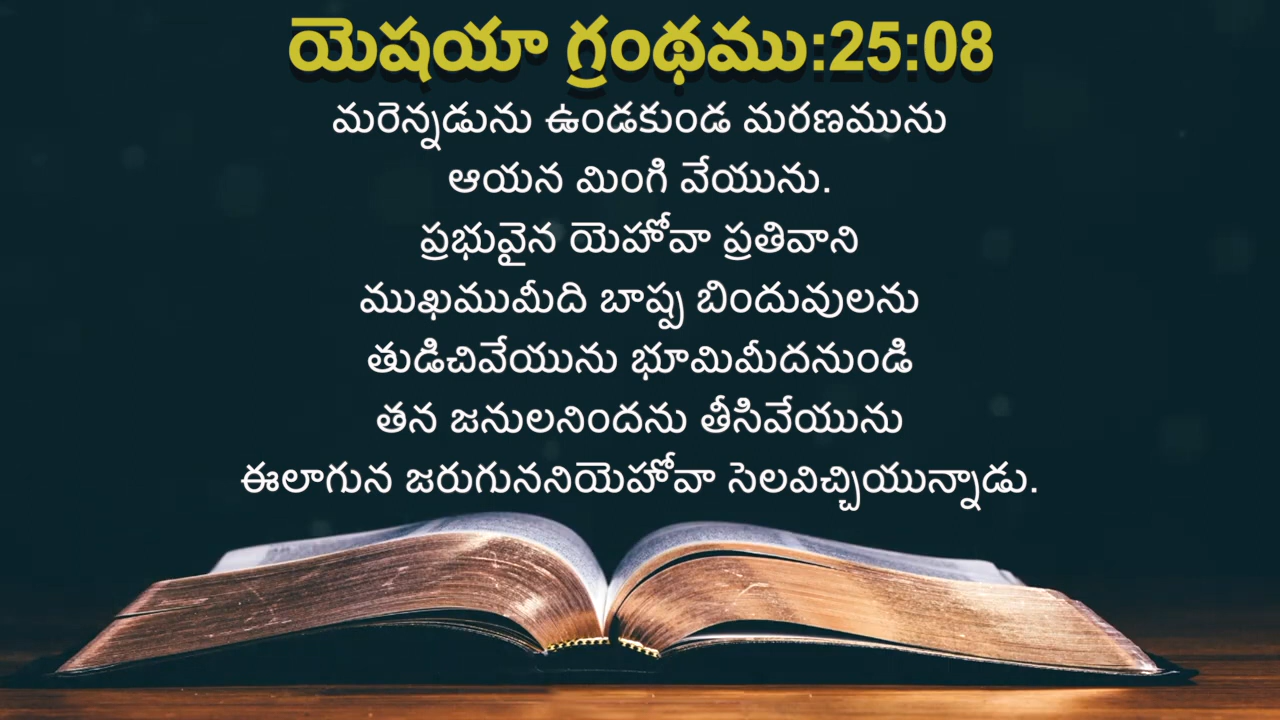 యెషయా గ్రంథము:25:08
మరెన్నడును ఉండకుండ మరణమును
ఆయన మింగి వేయును.
ప్రభువైన యెహోవా ప్రతివాని
ముఖముమీది బాష్ప బిందువులను
తుడిచివేయును భూమిమీదనుండి
తన జనులనిందను తీసివేయును
ఈలాగున జరుగుననియెహోవా సెలవిచ్చియున్నాడు.